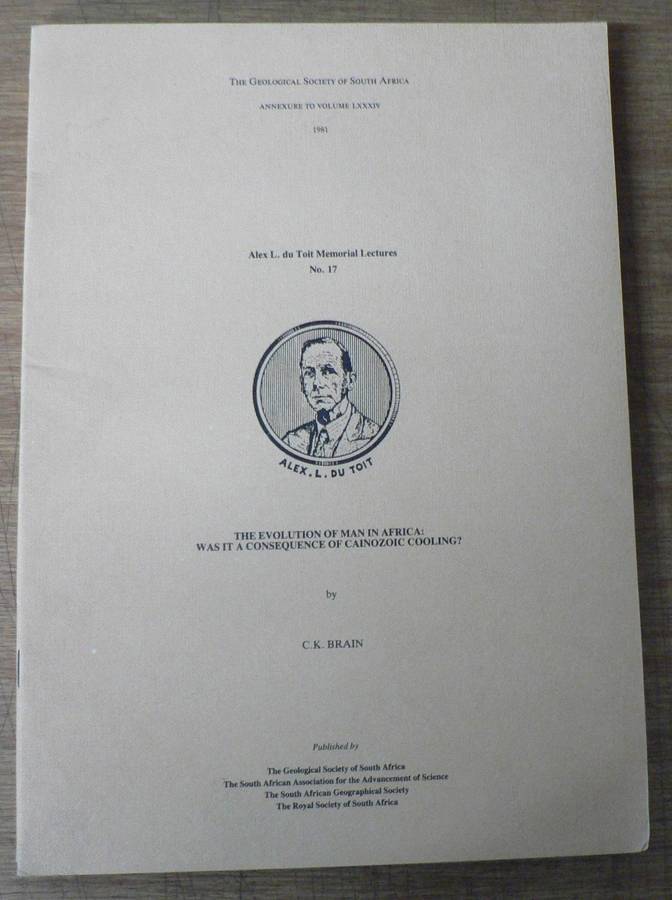 THE GEOLOGICAL SOCIETY OF SOUTH AFRICA
ANNEXURE TO VOLUME LXXXIV
1981
Alex L. du Toit Memorial Lectures
No. 17
ALEX. L. DU TOIT
THE EVOLUTION OF MAN IN AFRICA:
WAS IT A CONSEQUENCE OF CAINOZOIC COOLING?
by
C.K. BRAIN
Published by
The Geological Society of South Africa
The South African Association for the Advancement of Science
The South African Geographical Society
The Royal Society of South Africa